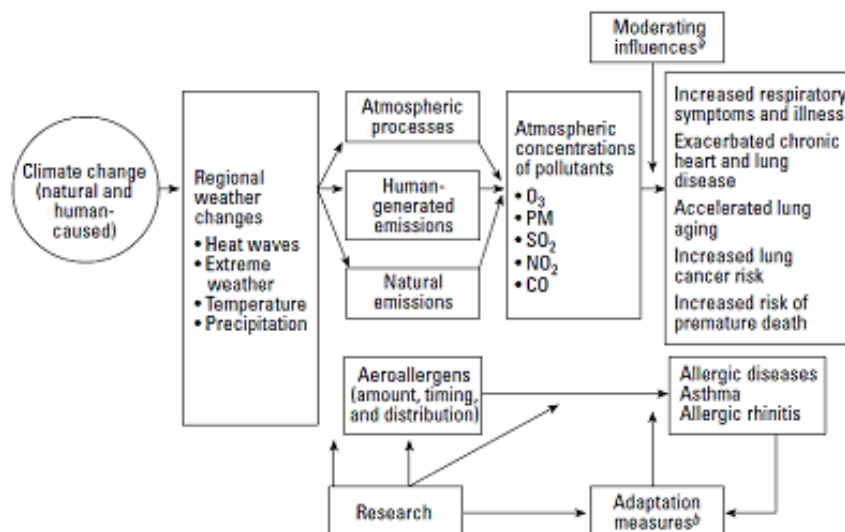 Moderating
influencesᵇ
Climate change
(natural and
human-
caused)
Regional
weather
changes
• Heat waves
• Extreme
weather
• Temperature
• Precipitation
Atmospheric
processes
Human-
generated
emissions
Natural
emissions
Atmospheric
concentrations
of pollutants
• O₃
• PM
• SO₂
• NO₂
• CO
Increased respiratory
symptoms and illness
Exacerbated chronic
heart and lung
disease
Accelerated lung
aging
Increased lung
cancer risk
Increased risk of
premature death
Aeroallergens
(amount, timing,
and distribution)
Allergic diseases
Asthma
Allergic rhinitis
Research
Adaptation
measuresᵇ